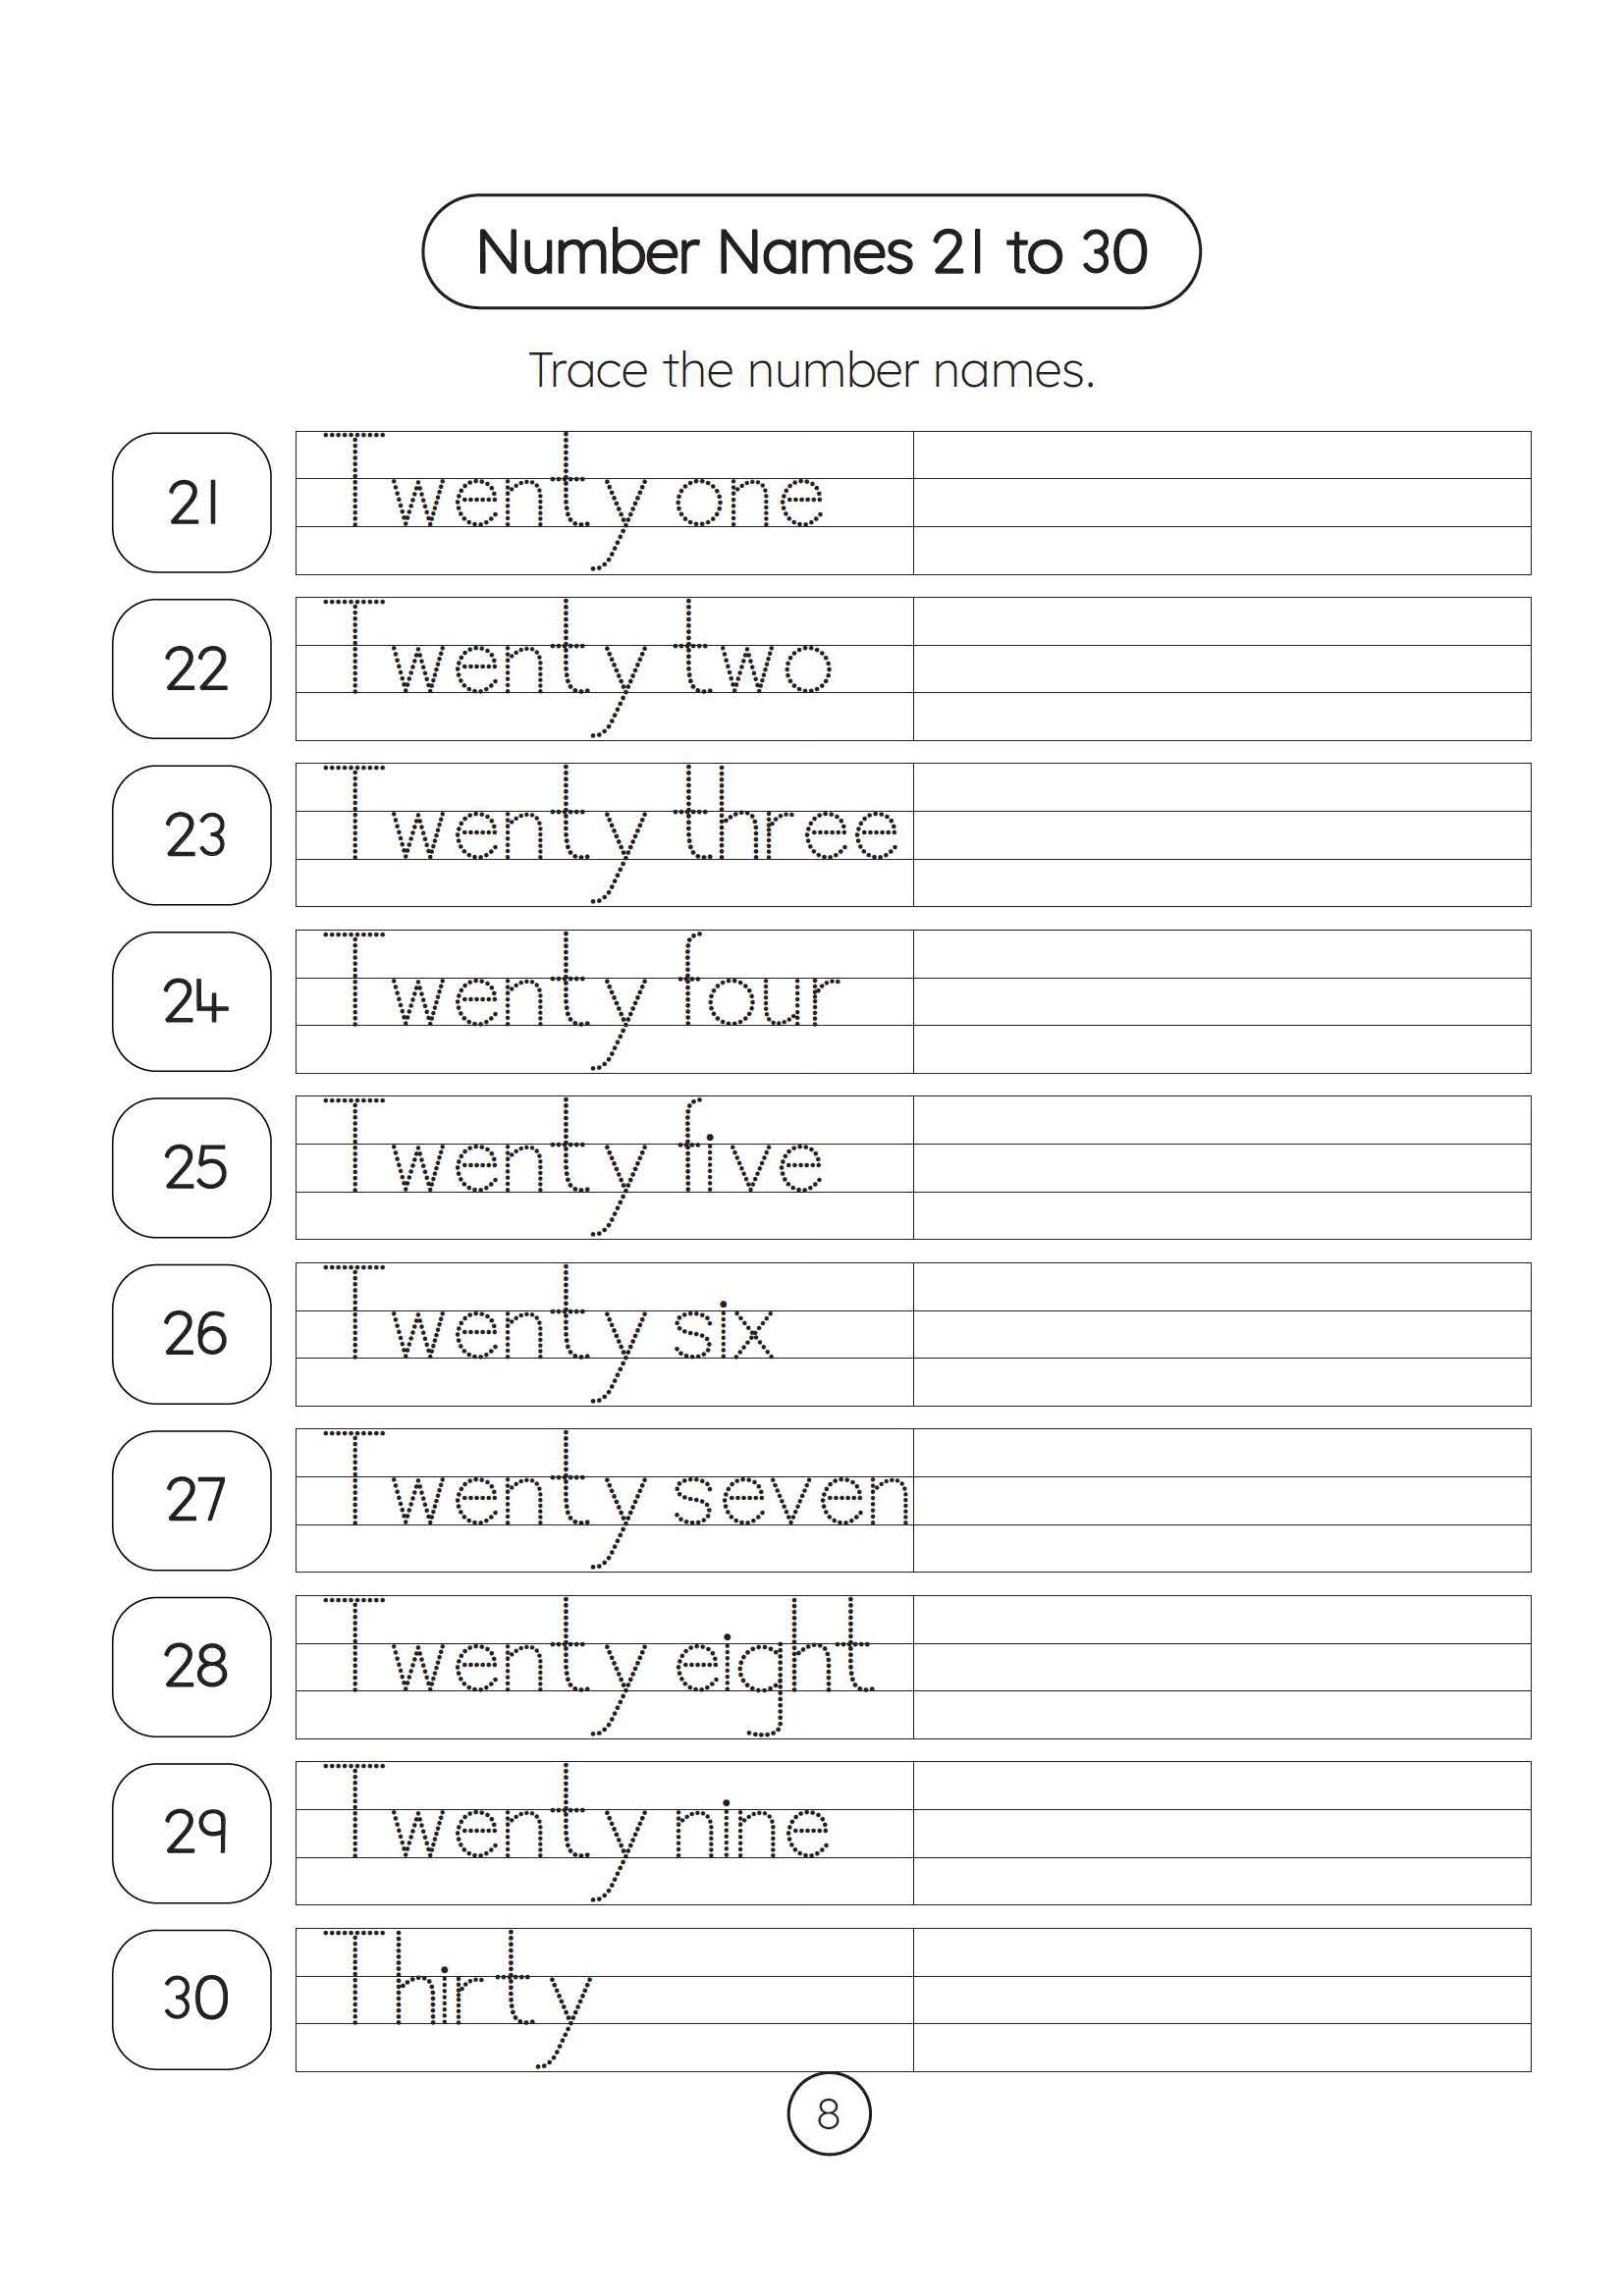 Number Names 21 to 30
Trace the number names.
21 Twenty one
22 Twenty two
23 Twenty three
24 Twenty four
25 Twenty five
26 Twenty six
27 Twenty seven
28 Twenty eight
29 Twenty nine
30 Thirty
8